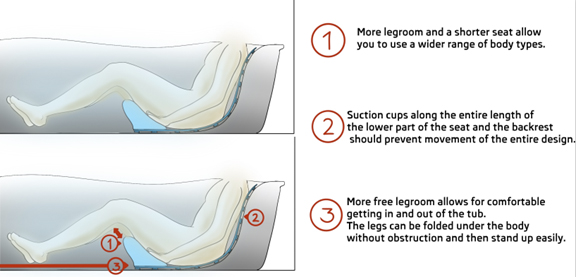 1 More legroom and a shorter seat allow
you to use a wider range of body types.
2 Suction cups along the entire length of
the lower part of the seat and the backrest
should prevent movement of the entire design.
3 More free legroom allows for comfortable
getting in and out of the tub.
The legs can be folded under the body
without obstruction and then stand up easily.
2
1
3